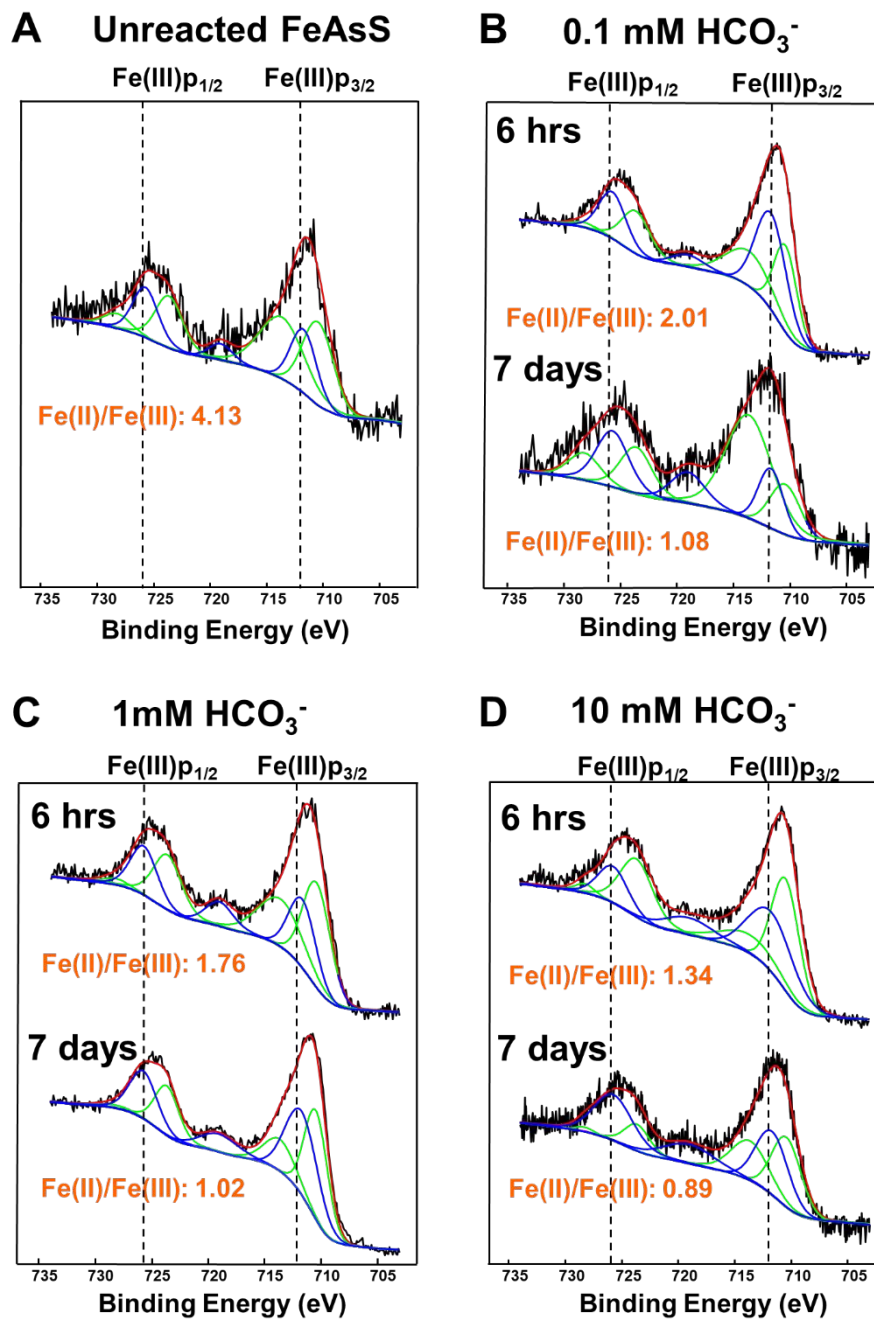 A Unreacted FeAsS
Fe(III)p₁/₂ Fe(III)p₃/₂
Fe(II)/Fe(III): 4.13
735 730 725 720 715 710 705
Binding Energy (eV)
B 0.1 mM HCO₃⁻
Fe(III)p₁/₂ Fe(III)p₃/₂
6 hrs
Fe(II)/Fe(III): 2.01
7 days
Fe(II)/Fe(III): 1.08
735 730 725 720 715 710 705
Binding Energy (eV)
C 1mM HCO₃⁻
Fe(III)p₁/₂ Fe(III)p₃/₂
6 hrs
Fe(II)/Fe(III): 1.76
7 days
Fe(II)/Fe(III): 1.02
735 730 725 720 715 710 705
Binding Energy (eV)
D 10 mM HCO₃⁻
Fe(III)p₁/₂ Fe(III)p₃/₂
6 hrs
Fe(II)/Fe(III): 1.34
7 days
Fe(II)/Fe(III): 0.89
735 730 725 720 715 710 705
Binding Energy (eV)